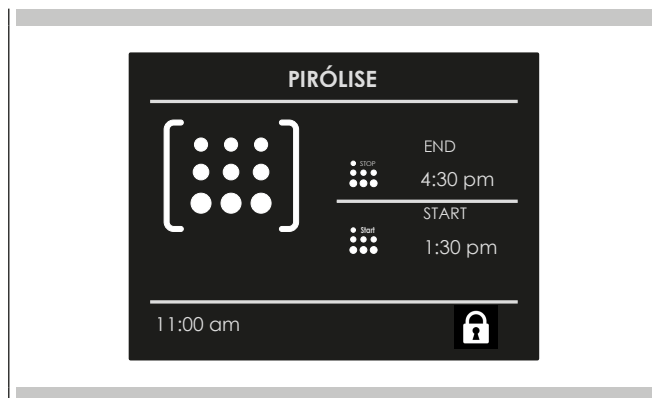 PIRÓLISE
STOP
END
4:30 pm
Start
START
1:30 pm
11:00 am